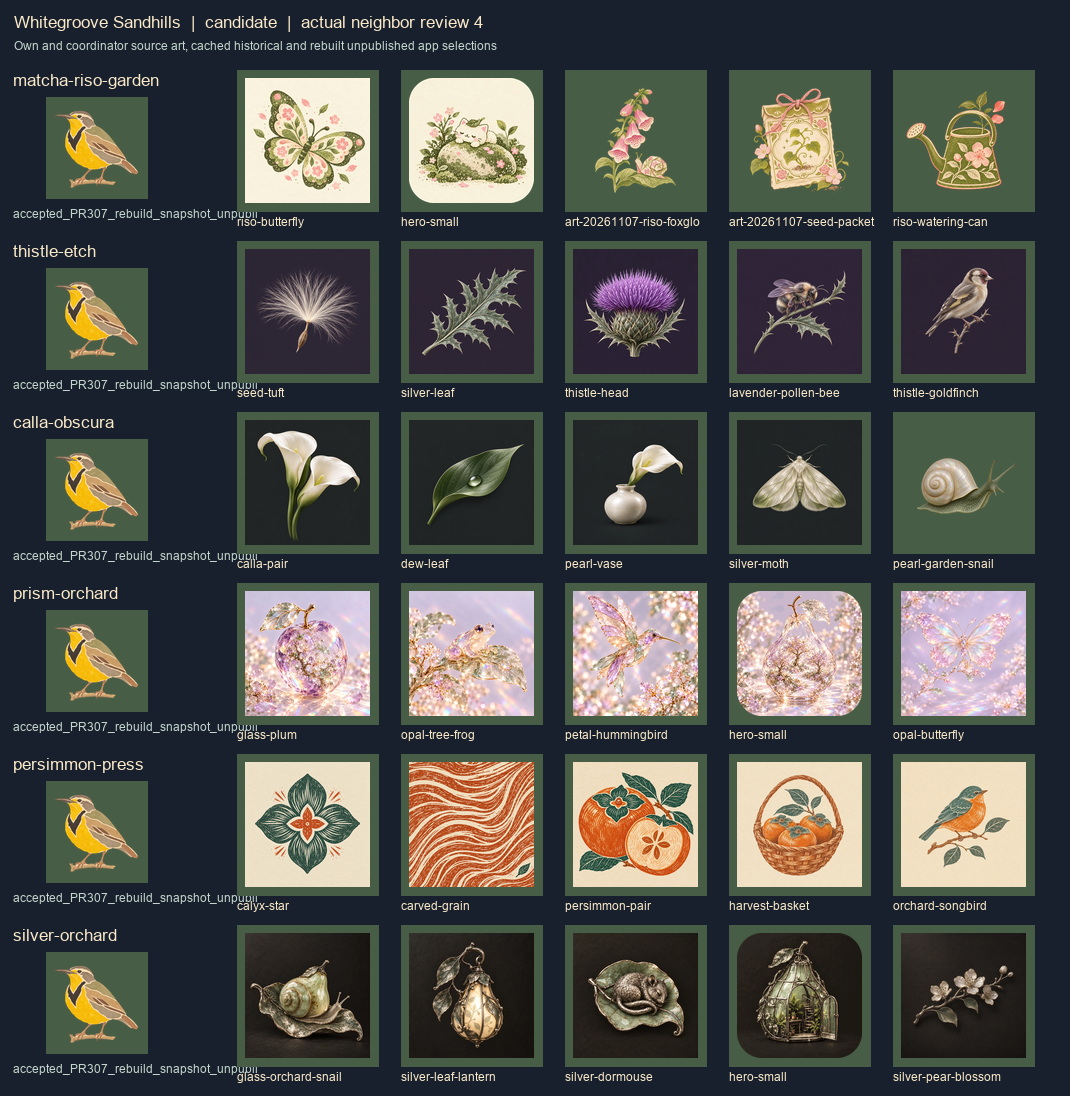 Whitegroove Sandhills | candidate | actual neighbor review 4
Own and coordinator source art, cached historical and rebuilt unpublished app selections
matcha-riso-garden
accepted_PR307_rebuild_snapshot_unpubli
riso-butterfly
hero-small
art-20261107-riso-foxglo
art-20261107-seed-packet
riso-watering-can
thistle-etch
accepted_PR307_rebuild_snapshot_unpubli
seed-tuft
silver-leaf
thistle-head
lavender-pollen-bee
thistle-goldfinch
calla-obscura
accepted_PR307_rebuild_snapshot_unpubli
calla-pair
dew-leaf
pearl-vase
silver-moth
pearl-garden-snail
prism-orchard
accepted_PR307_rebuild_snapshot_unpubli
glass-plum
opal-tree-frog
petal-hummingbird
hero-small
opal-butterfly
persimmon-press
accepted_PR307_rebuild_snapshot_unpubli
calyx-star
carved-grain
persimmon-pair
harvest-basket
orchard-songbird
silver-orchard
accepted_PR307_rebuild_snapshot_unpubli
glass-orchard-snail
silver-leaf-lantern
silver-dormouse
hero-small
silver-pear-blossom